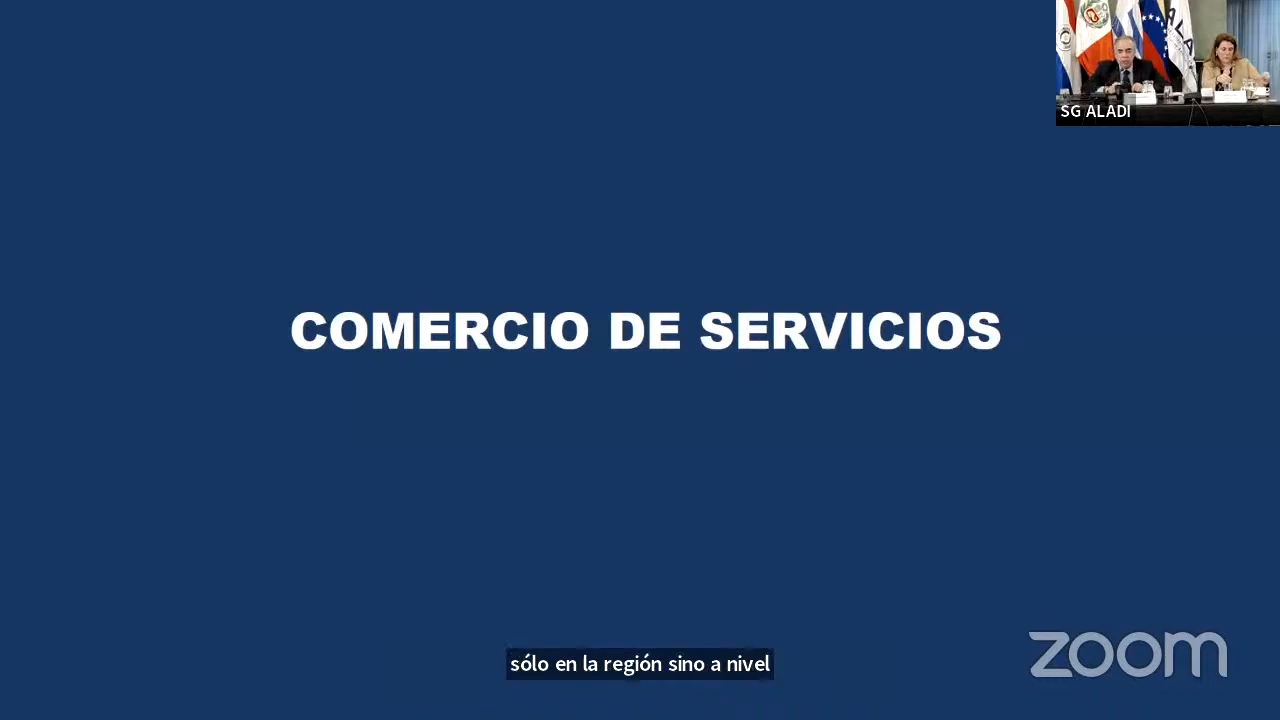 SG ALADI
COMERCIO DE SERVICIOS
sólo en la región sino a nivel
zoom